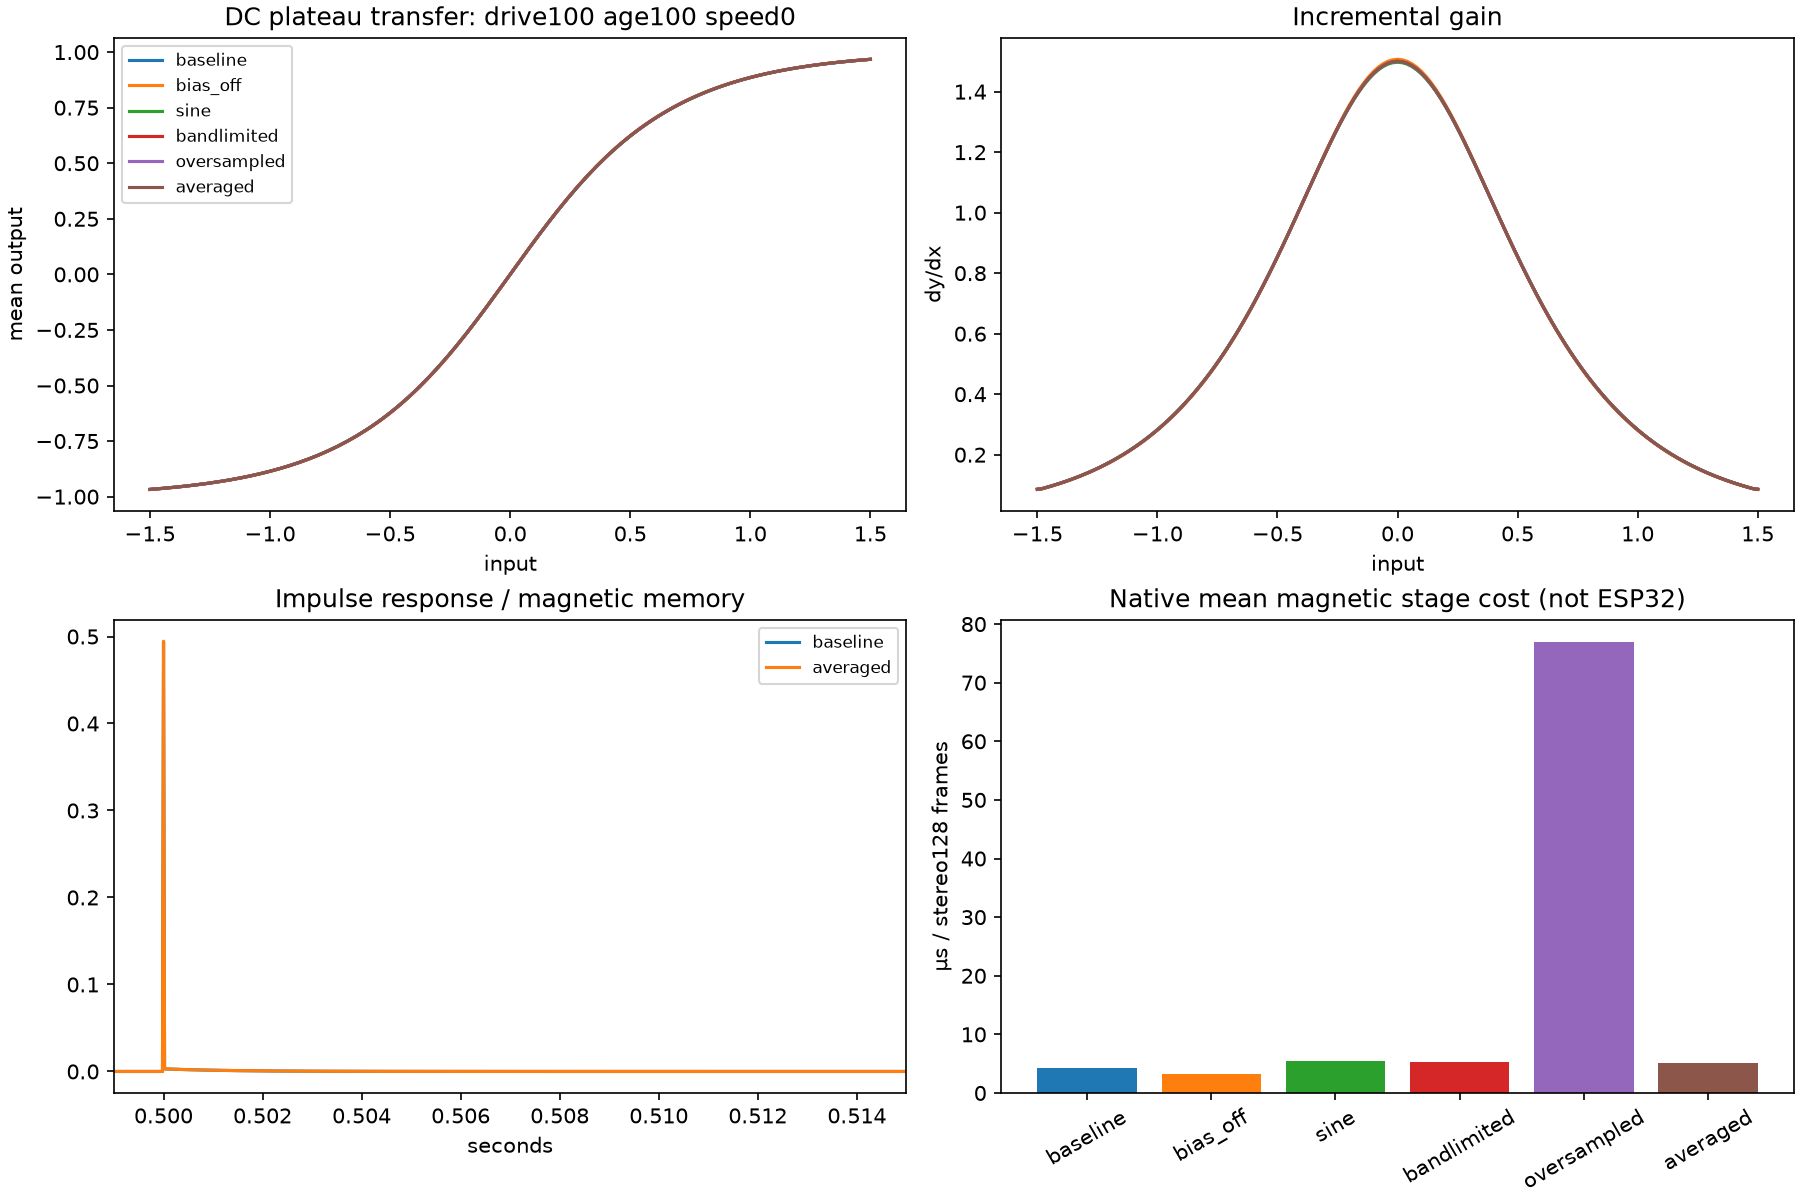 DC plateau transfer: drive100 age100 speed0
1.00
0.75
0.50
0.25
0.00
−0.25
−0.50
−0.75
−1.00
mean output
baseline
bias_off
sine
bandlimited
oversampled
averaged
−1.5
−1.0
−0.5
0.0
0.5
1.0
1.5
input
Incremental gain
1.4
1.2
1.0
0.8
0.6
0.4
0.2
dy/dx
−1.5
−1.0
−0.5
0.0
0.5
1.0
1.5
input
Impulse response / magnetic memory
0.5
0.4
0.3
0.2
0.1
0.0
baseline
averaged
0.500
0.502
0.504
0.506
0.508
0.510
0.512
0.514
seconds
Native mean magnetic stage cost (not ESP32)
80
70
60
50
40
30
20
10
0
µs / stereo128 frames
baseline
bias_off
sine
bandlimited
oversampled
averaged